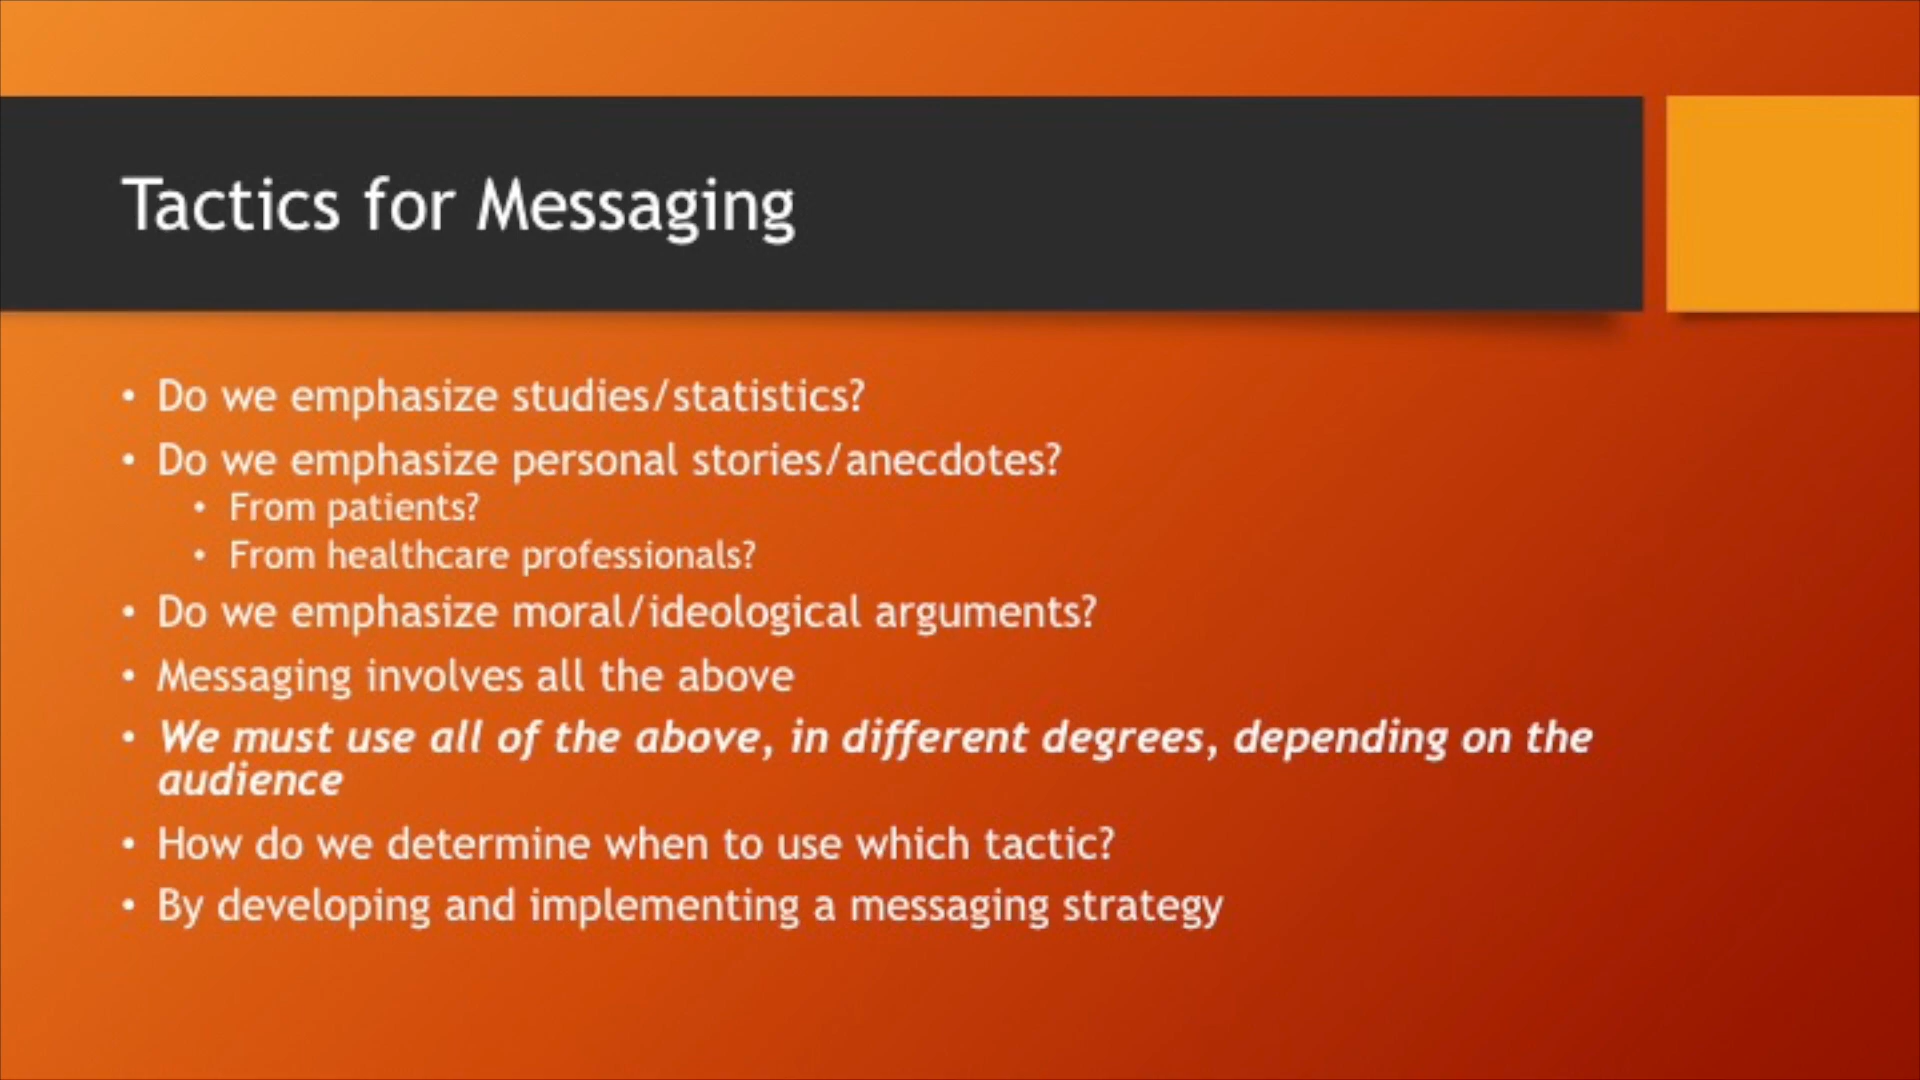 Tactics for Messaging
• Do we emphasize studies/statistics?
• Do we emphasize personal stories/anecdotes?
• From patients?
• From healthcare professionals?
• Do we emphasize moral/ideological arguments?
• Messaging involves all the above
• We must use all of the above, in different degrees, depending on the
audience
• How do we determine when to use which tactic?
• By developing and implementing a messaging strategy